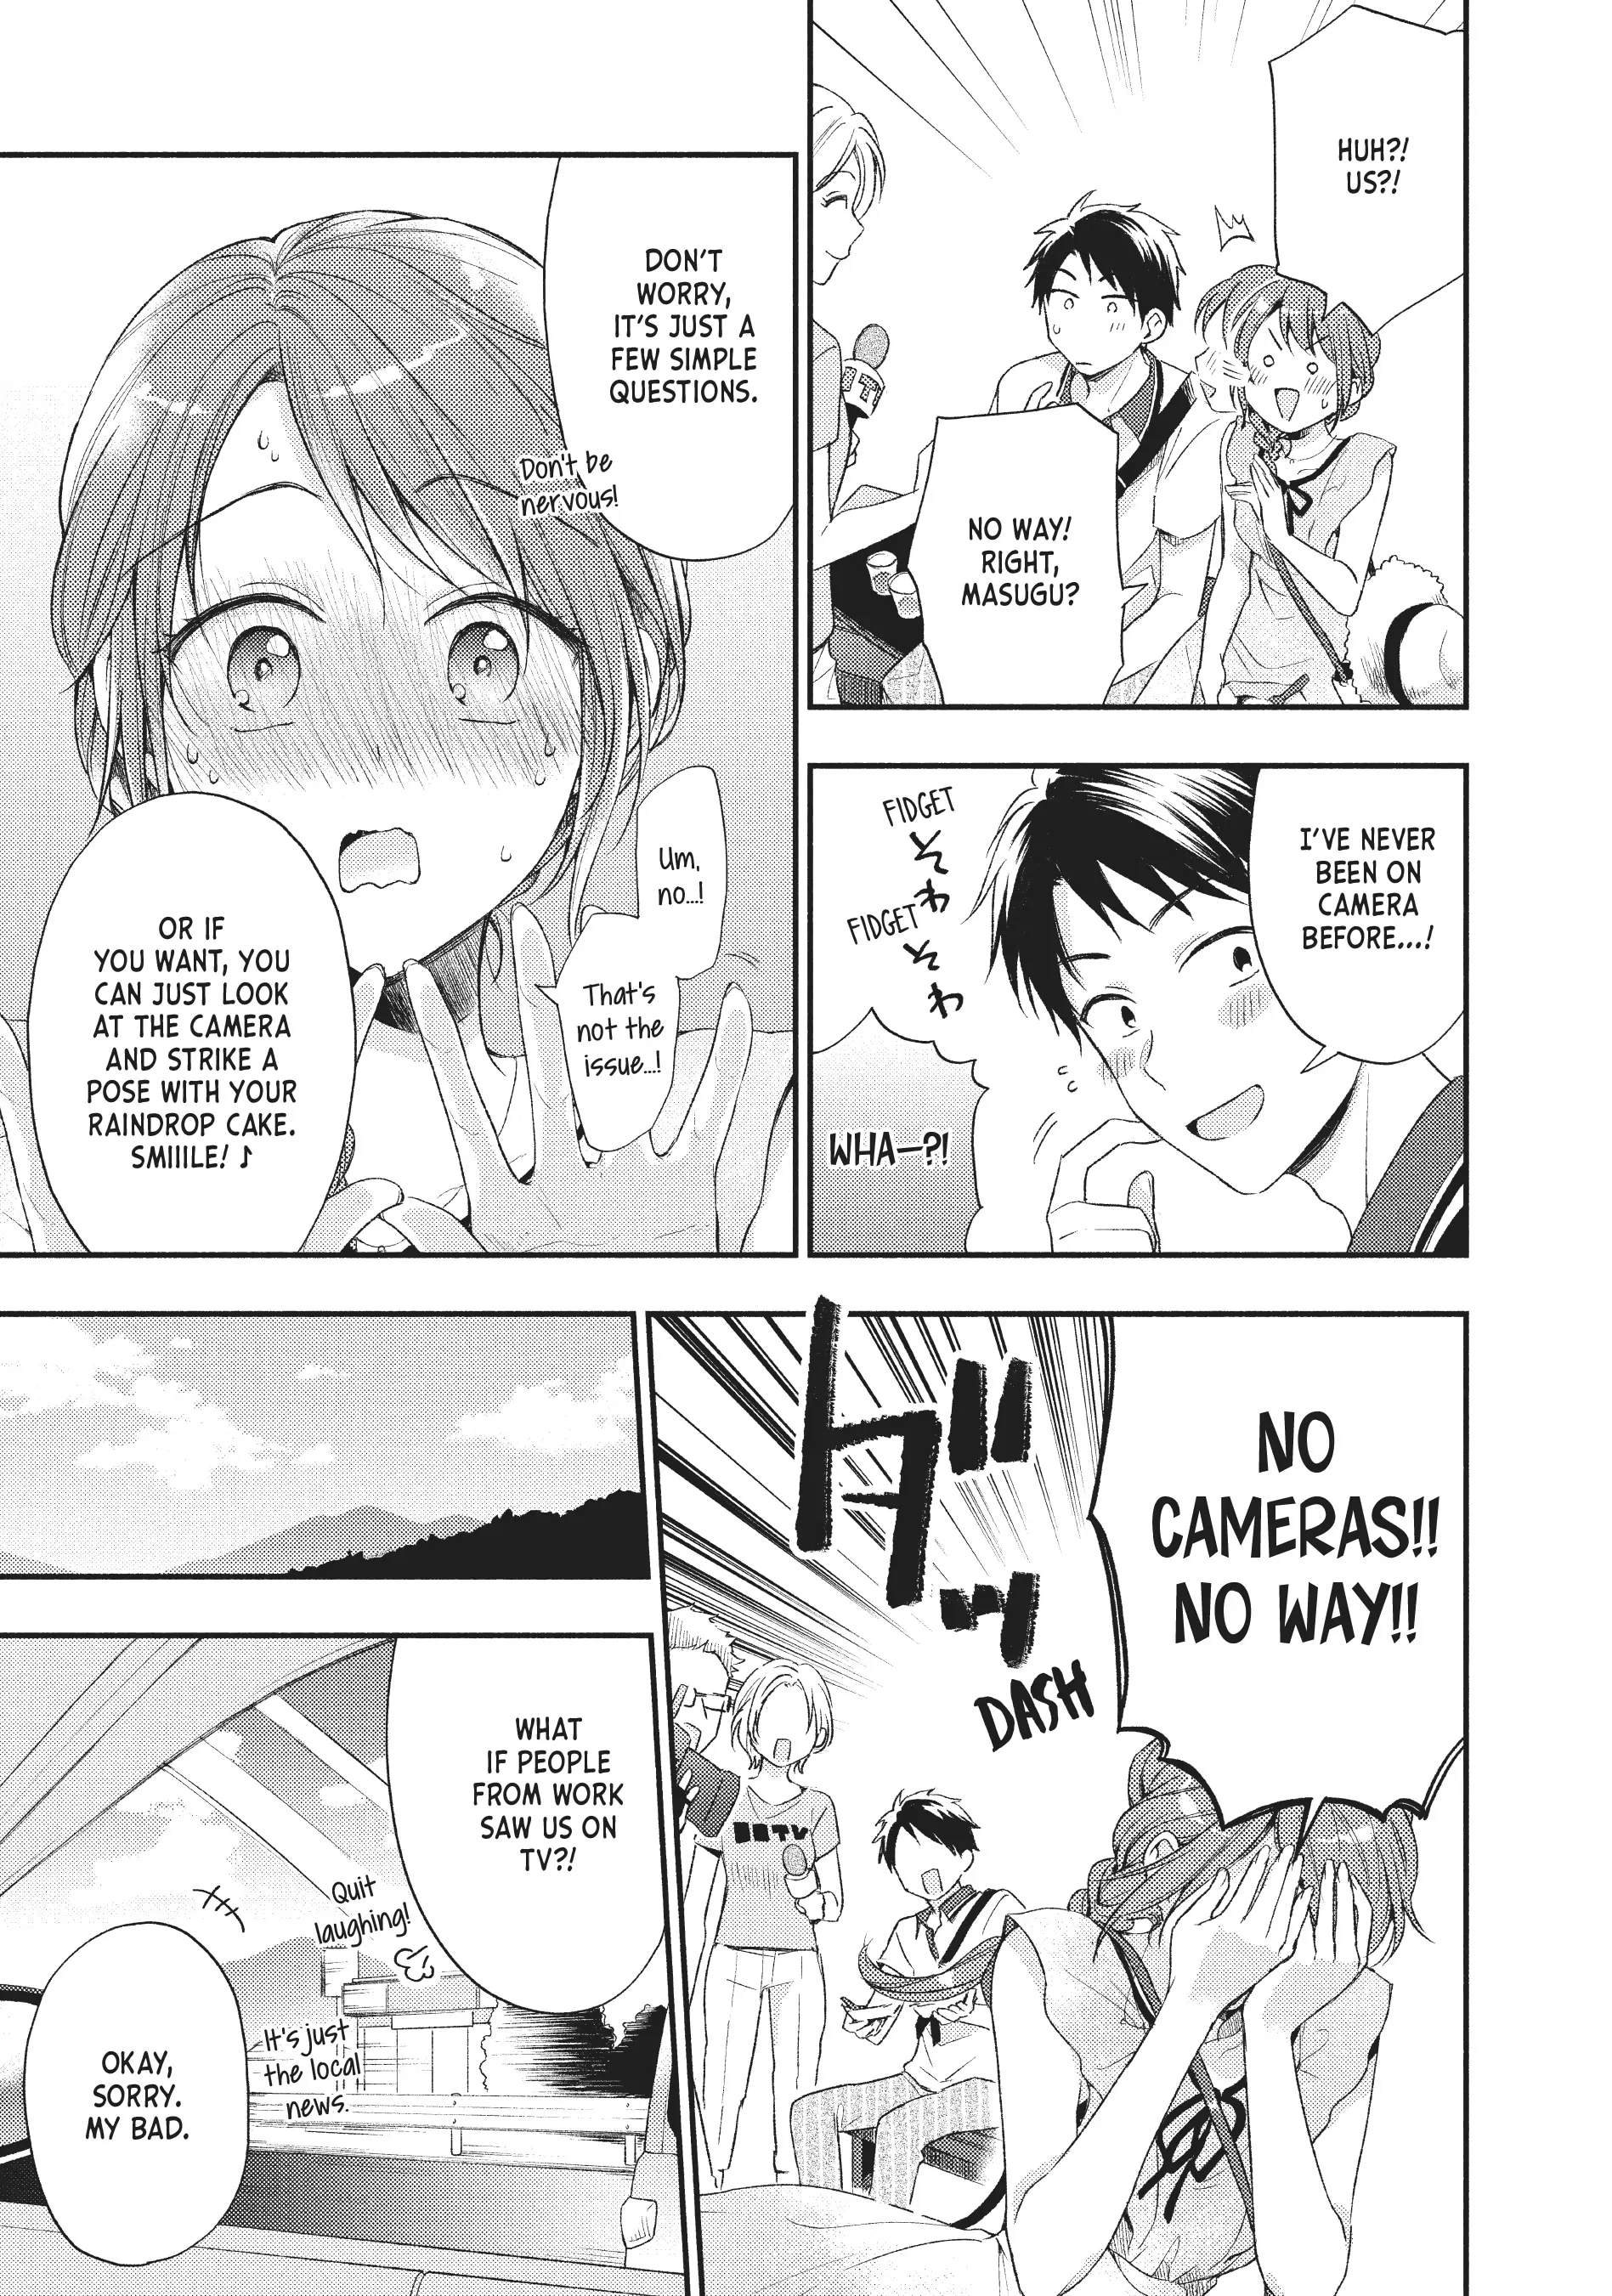 HUH?!
US?!
NO WAY!
RIGHT,
MASUGU?
I'VE NEVER
BEEN ON
CAMERA
BEFORE...!
FIDGET
そわ
FIDGET
そわ
WHA—?!
DON'T
WORRY,
IT'S JUST A
FEW SIMPLE
QUESTIONS.
Don't be
nervous!
Um,
no...!
That's
not the
issue...!
OR IF
YOU WANT, YOU
CAN JUST LOOK
AT THE CAMERA
AND STRIKE A
POSE WITH YOUR
RAINDROP CAKE.
SMIIILE! ♪
NO
CAMERAS!!
NO WAY!!
ダッ
DASH
TV
WHAT
IF PEOPLE
FROM WORK
SAW US ON
TV?!
Quit
laughing!
It's just
the local
news.
OKAY,
SORRY.
MY BAD.